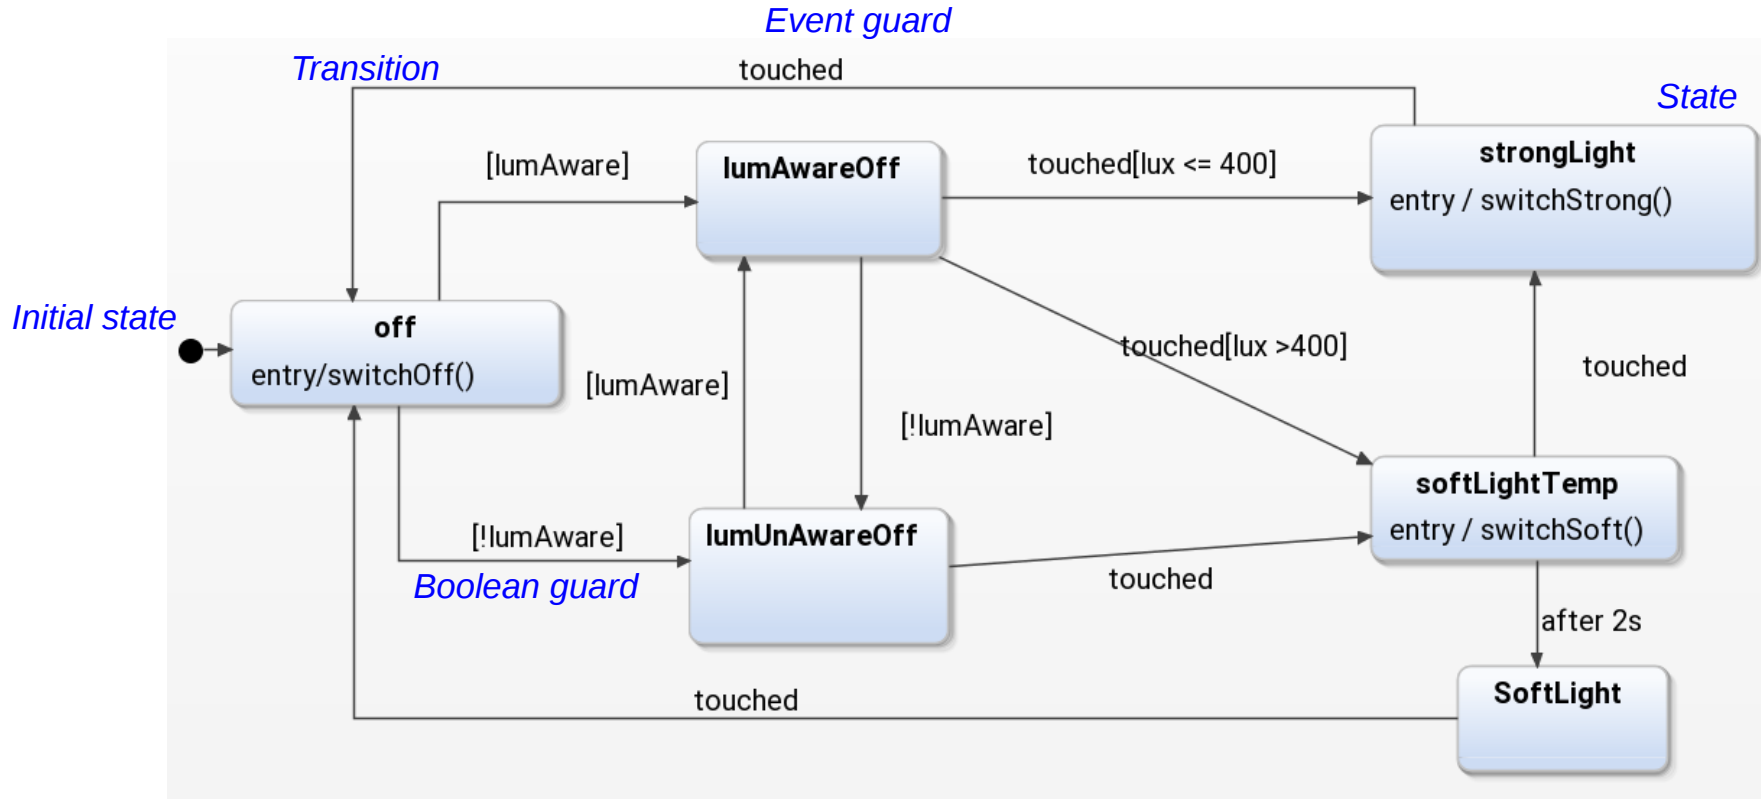 Event guard
Transition
touched
State
[lumAware]
lumAwareOff
touched[lux <= 400]
strongLight
entry / switchStrong()
Initial state
off
entry/switchOff()
touched[lux >400]
[lumAware]
touched
[!lumAware]
softLightTemp
entry / switchSoft()
[!lumAware]
lumUnAwareOff
Boolean guard
touched
after 2s
touched
SoftLight